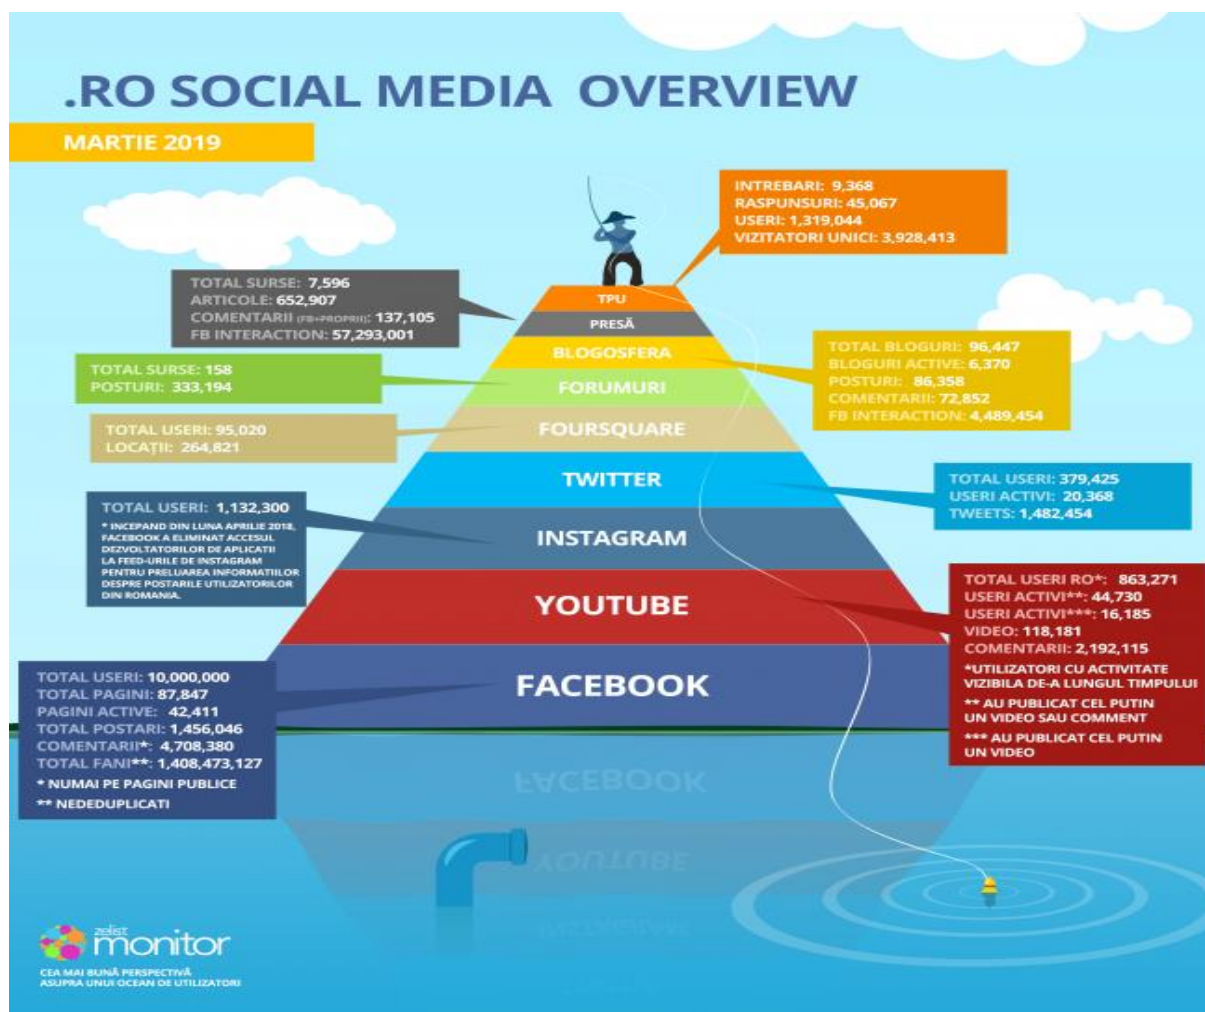 .RO SOCIAL MEDIA OVERVIEW
MARTIE 2019
INTREBARI: 9,368
RASPUNSURI: 45,067
USERI: 1,319,044
VIZITATORI UNICI: 3,928,413
TPU
TOTAL SURSE: 7,596
ARTICOLE: 652,907
COMENTARII (FB+PROPRII): 137,105
FB INTERACTION: 57,293,001
PRESĂ
BLOGOSFERA
TOTAL BLOGURI: 96,447
BLOGURI ACTIVE: 6,370
POSTURI: 86,358
COMENTARII: 72,852
FB INTERACTION: 4,489,454
TOTAL SURSE: 158
POSTURI: 333,194
FORUMURI
TOTAL USERI: 95,020
LOCAȚII: 264,821
FOURSQUARE
TWITTER
TOTAL USERI: 379,425
USERI ACTIVI: 20,368
TWEETS: 1,482,454
TOTAL USERI: 1,132,300
* INCEPAND DIN LUNA APRILIE 2018,
FACEBOOK A ELIMINAT ACCESUL
DEZVOLTATORILOR DE APLICATII
LA FEED-URILE DE INSTAGRAM
PENTRU PRELUAREA INFORMATIILOR
DESPRE POSTARILE UTILIZATORILOR
DIN ROMANIA.
INSTAGRAM
YOUTUBE
TOTAL USERI RO*: 863,271
USERI ACTIVI**: 44,730
USERI ACTIVI***: 16,185
VIDEO: 118,181
COMENTARII: 2,192,115
*UTILIZATORI CU ACTIVITATE
VIZIBILA DE-A LUNGUL TIMPULUI
** AU PUBLICAT CEL PUTIN
UN VIDEO SAU COMMENT
*** AU PUBLICAT CEL PUTIN
UN VIDEO
TOTAL USERI: 10,000,000
TOTAL PAGINI: 87,847
PAGINI ACTIVE: 42,411
TOTAL POSTARI: 1,456,046
COMENTARII*: 4,708,380
TOTAL FANI**: 1,408,473,127
* NUMAI PE PAGINI PUBLICE
** NEDEDUPLICATI
FACEBOOK
FACEBOOK
YOUTUBE
INSTAGRAM
zelist
monitor
CEA MAI BUNĂ PERSPECTIVĂ
ASUPRA UNUI OCEAN DE UTILIZATORI